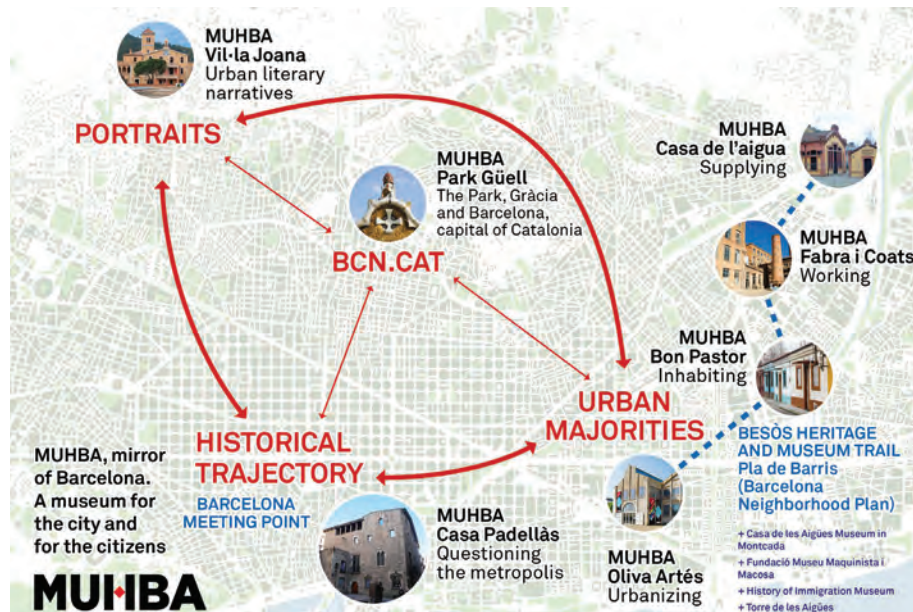 MUHBA
Vil·la Joana
Urban literary
narratives
PORTRAITS
MUHBA
Park Güell
The Park, Gràcia
and Barcelona,
capital of Catalonia
BCN.CAT
MUHBA
Casa de l'aigua
Supplying
MUHBA
Fabra i Coats
Working
MUHBA
Bon Pastor
Inhabiting
URBAN
MAJORITIES
HISTORICAL
TRAJECTORY
BARCELONA
MEETING POINT
MUHBA, mirror
of Barcelona.
A museum for
the city and
for the citizens
MUHBA
MUHBA
Casa Padellàs
Questioning
the metropolis
MUHBA
Oliva Artés
Urbanizing
BESÒS HERITAGE
AND MUSEUM TRAIL
Pla de Barris
(Barcelona
Neighborhood Plan)
+ Casa de les Aigües Museum in
Montcada
+ Fundació Museu Maquinista i
Macosa
+ History of Immigration Museum
+ Torre de les Aigües